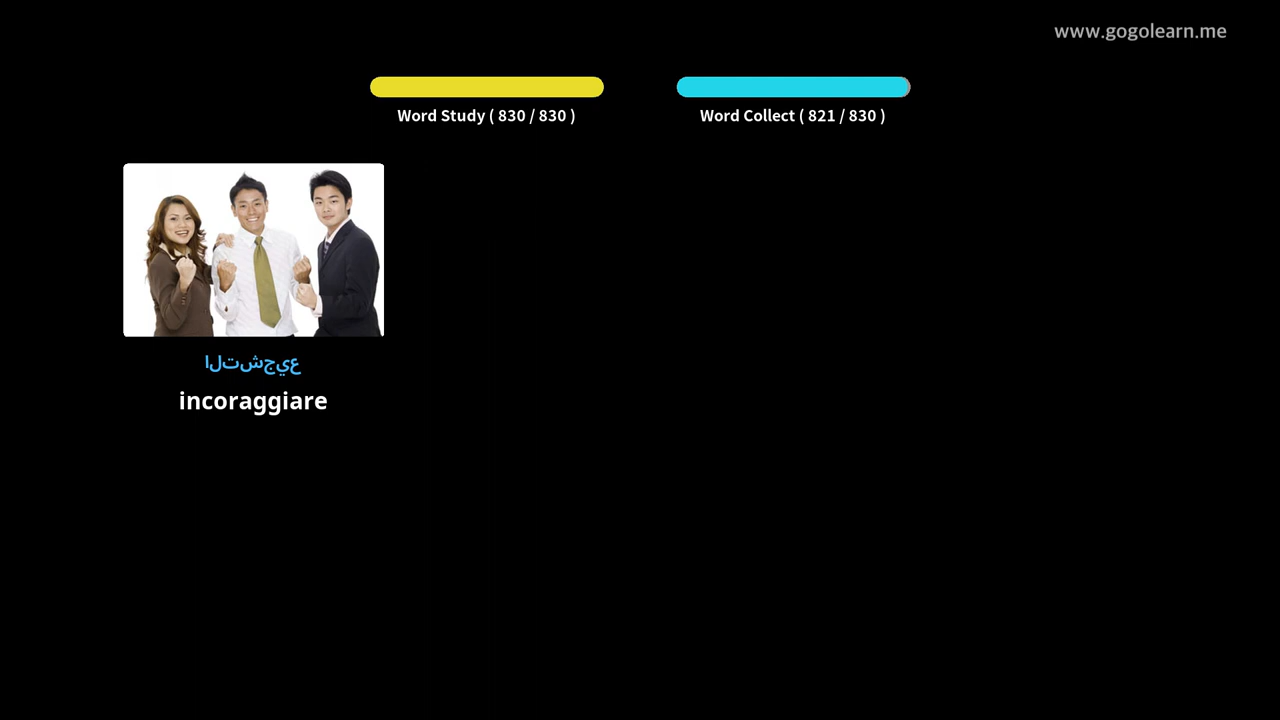 www.gogolearn.me
Word Study ( 830 / 830 )
Word Collect ( 821 / 830 )
التشجيع
incoraggiare